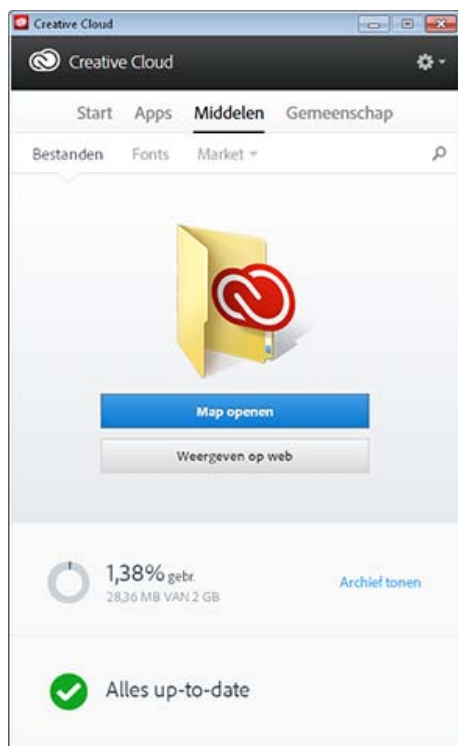 Creative Cloud
Creative Cloud
Start Apps Middelen Gemeenschap
Bestanden Fonts Market
Map openen
Weergeven op web
1,38% gebr.
28,36 MB VAN 2 GB
Archief tonen
Alles up-to-date